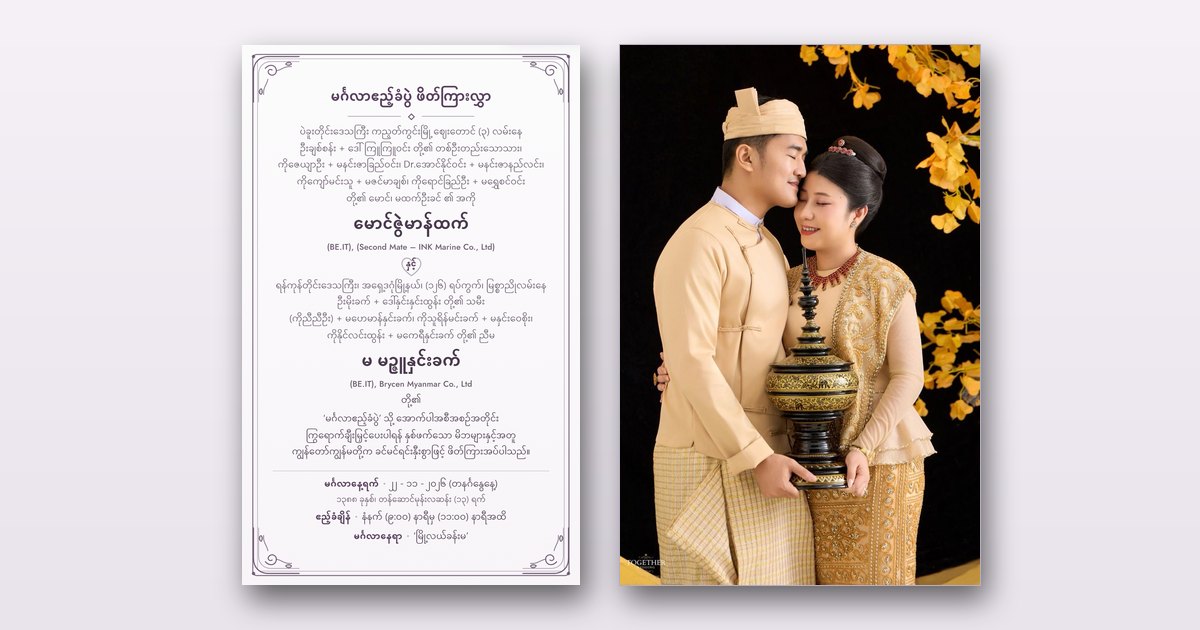 မင်္ဂလာဧည့်ခံပွဲ ဖိတ်ကြားလွှာ
ပဲခူးတိုင်းဒေသကြီး ကညွတ်ကွင်းမြို့ ဈေးတောင် (၃) လမ်းနေ
ဦးချစ်စန်း + ဒေါ်ကြူကြူဝင်း တို့၏ တစ်ဦးတည်းသောသား၊
ကိုဇေယျာဦး + မနင်းဇာခြည်ဝင်း၊ Dr.အောင်နိုင်ဝင်း + မနင်းဇာနည်လင်း၊
ကိုကျော်မင်းသူ + မဇင်မာချစ်၊ ကိုရောင်ခြည်ဦး + မရွှေစင်ဝင်း
တို့၏ မောင်၊ မထက်ဦးခင် ၏ အကို
မောင်ဇွဲမာန်ထက်
(BE.IT), (Second Mate – INK Marine Co., Ltd)
နှင့်
ရန်ကုန်တိုင်းဒေသကြီး၊ အရှေ့ဒဂုံမြို့နယ်၊ (၁၂၆) ရပ်ကွက်၊ မြစ္ဆာညိုလမ်းနေ
ဦးမိုးခက် + ဒေါ်နှင်းနှင်းထွန်း တို့၏ သမီး
(ကိုညီညီဦး) + မဟေမာန်နှင်းခက်၊ ကိုသူရိန်မင်းခက် + မနှင်းဝေစိုး၊
ကိုနိုင်လင်းထွန်း + မကေရီနှင်းခက် တို့၏ ညီမ
မ မဉ္ဇူနှင်းခက်
(BE.IT), Brycen Myanmar Co., Ltd
တို့၏
‘မင်္ဂလာဧည့်ခံပွဲ’ သို့ အောက်ပါအစီအစဉ်အတိုင်း
ကြွရောက်ချီးမြှင့်ပေးပါရန် နှစ်ဖက်သော မိဘများနှင့်အတူ
ကျွန်တော်ကျွန်မတို့က ခင်မင်ရင်းနှီးစွာဖြင့် ဖိတ်ကြားအပ်ပါသည်။
မင်္ဂလာနေ့ရက် · ၂၂ - ၁၁ - ၂၀၂၆ (တနင်္ဂနွေနေ့)
၁၃၈၈ ခုနှစ်၊ တန်ဆောင်မုန်းလဆန်း (၁၃) ရက်
ဧည့်ခံချိန် · နံနက် (၉:၀၀) နာရီမှ (၁၁:၀၀) နာရီအထိ
မင်္ဂလာနေရာ · ‘မြို့လယ်ခန်းမ’
TOGETHER